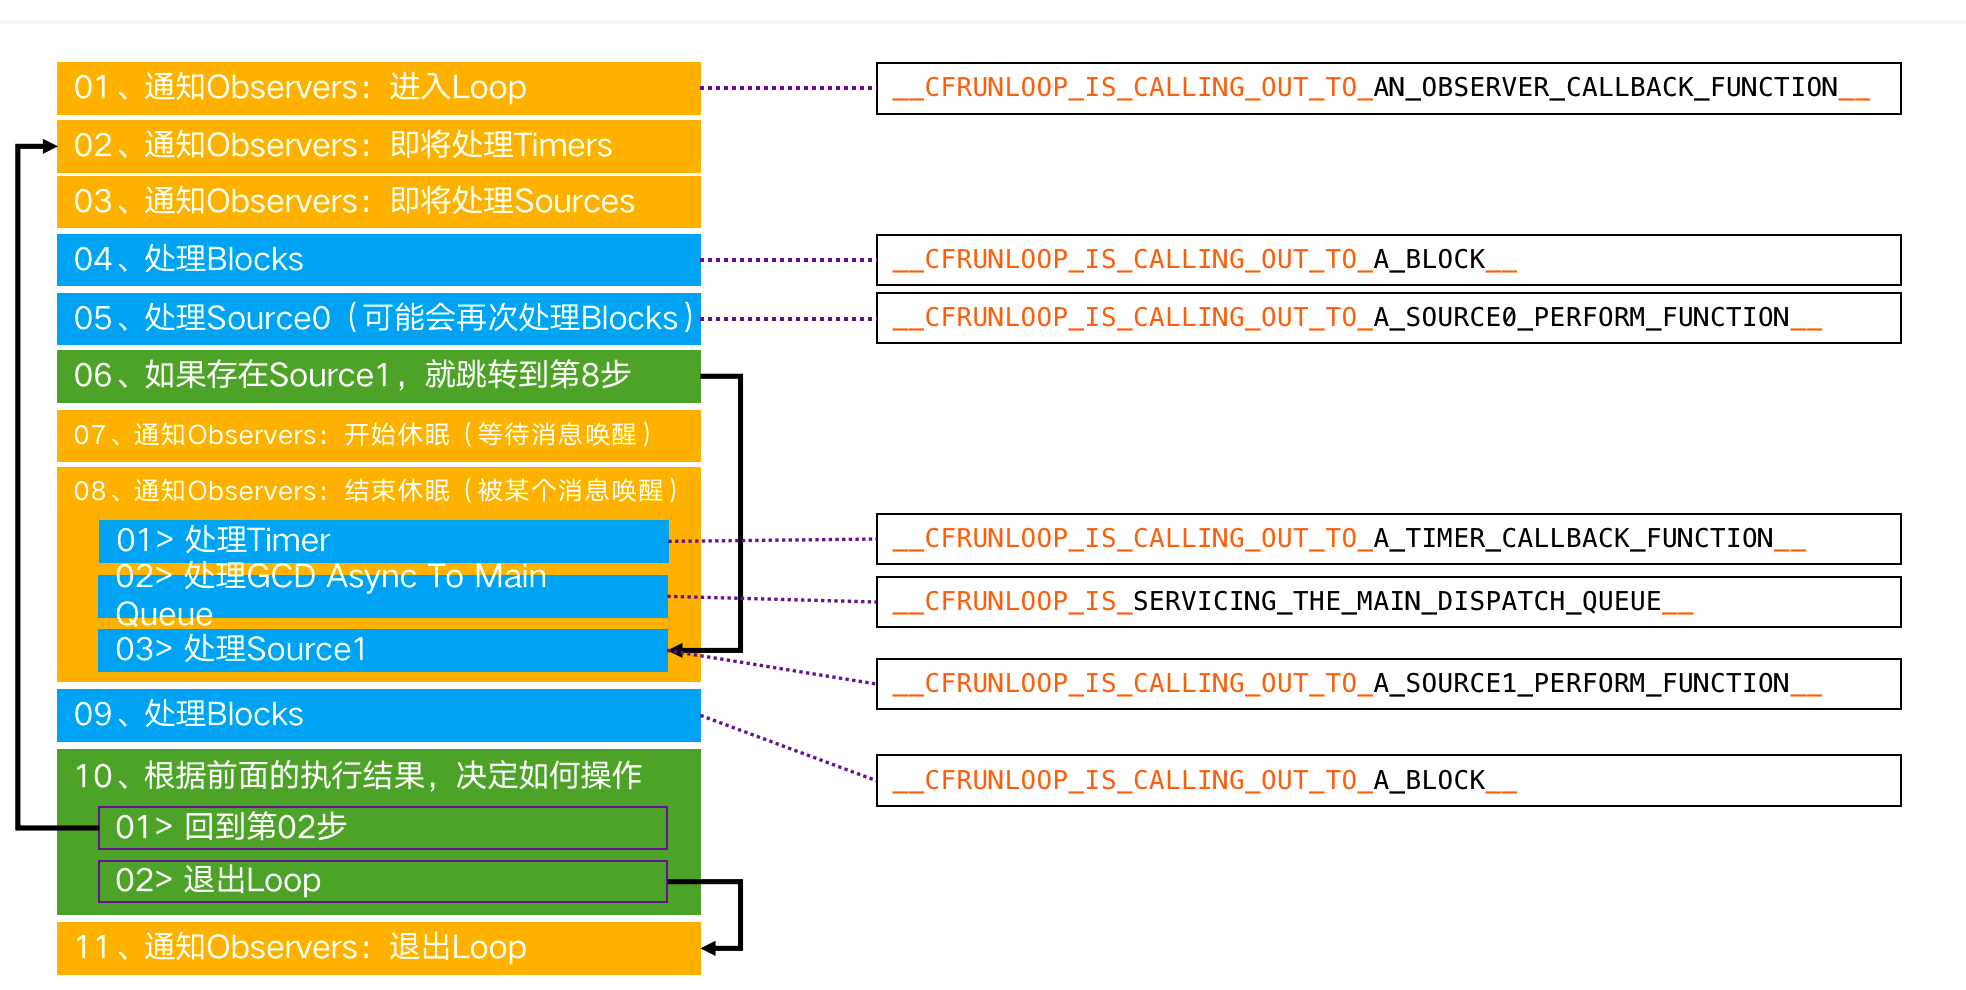 01、通知Observers：进入Loop
__CFRUNLOOP_IS_CALLING_OUT_TO_AN_OBSERVER_CALLBACK_FUNCTION__
02、通知Observers：即将处理Timers
03、通知Observers：即将处理Sources
04、处理Blocks
__CFRUNLOOP_IS_CALLING_OUT_TO_A_BLOCK__
05、处理Source0（可能会再次处理Blocks）
__CFRUNLOOP_IS_CALLING_OUT_TO_A_SOURCE0_PERFORM_FUNCTION__
06、如果存在Source1，就跳转到第8步
07、通知Observers：开始休眠（等待消息唤醒）
08、通知Observers：结束休眠（被某个消息唤醒）
01> 处理Timer
__CFRUNLOOP_IS_CALLING_OUT_TO_A_TIMER_CALLBACK_FUNCTION__
02> 处理GCD Async To Main
Queue
__CFRUNLOOP_IS_SERVICING_THE_MAIN_DISPATCH_QUEUE__
03> 处理Source1
__CFRUNLOOP_IS_CALLING_OUT_TO_A_SOURCE1_PERFORM_FUNCTION__
09、处理Blocks
__CFRUNLOOP_IS_CALLING_OUT_TO_A_BLOCK__
10、根据前面的执行结果，决定如何操作
01> 回到第02步
02> 退出Loop
11、通知Observers：退出Loop